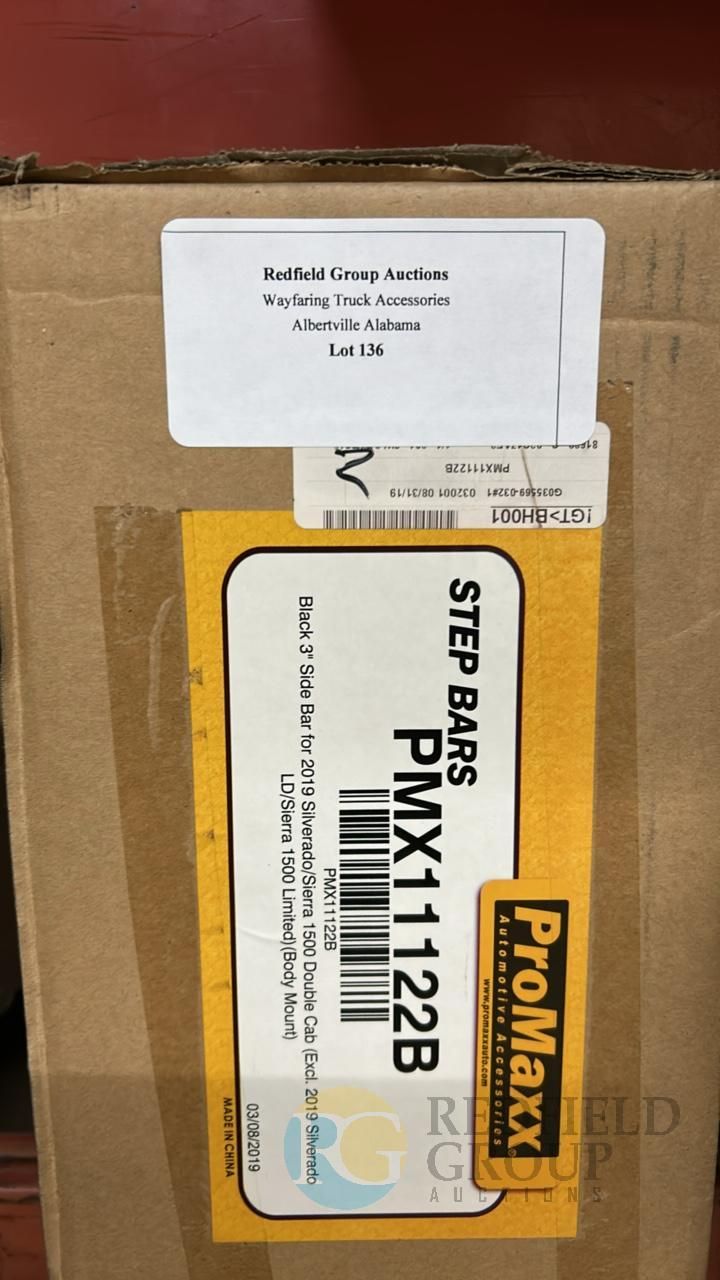 Redfield Group Auctions
Wayfaring Truck Accessories
Albertville Alabama
Lot 136
!GT>BH001
G035569-032#1 032001 08/31/19
PMX11122B
STEP BARS
PMX11122B
PMX11122B
Black 3" Side Bar for 2019 Silverado/Sierra 1500 Double Cab (Excl. 2019 Silverado
LD/Sierra 1500 Limited)(Body Mount)
03/08/2019
MADE IN CHINA
ProMaxx®
Automotive Accessories
www.promaxxauto.com
RG
REDFIELD
GROUP
AUCTIONS